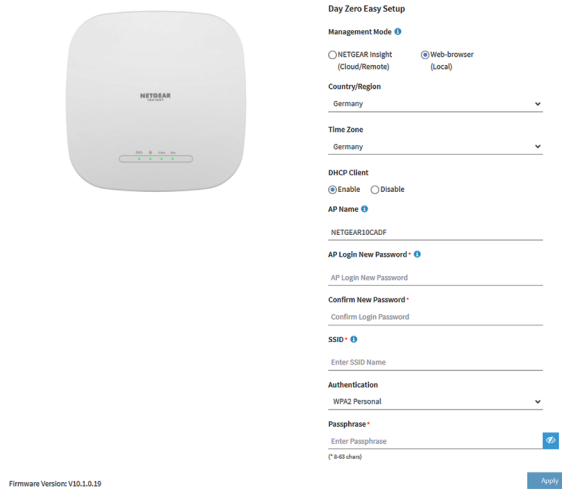 NETGEAR
Day Zero Easy Setup
Management Mode
NETGEAR Insight
(Cloud/Remote)
Web-browser
(Local)
Country/Region
Germany
Time Zone
Germany
DHCP Client
Enable
Disable
AP Name
NETGEAR10CADF
AP Login New Password*
AP Login New Password
Confirm New Password*
Confirm Login Password
SSID*
Enter SSID Name
Authentication
WPA2 Personal
Passphrase*
Enter Passphrase
(* 8-63 chars)
Firmware Version: V10.1.0.19
Apply